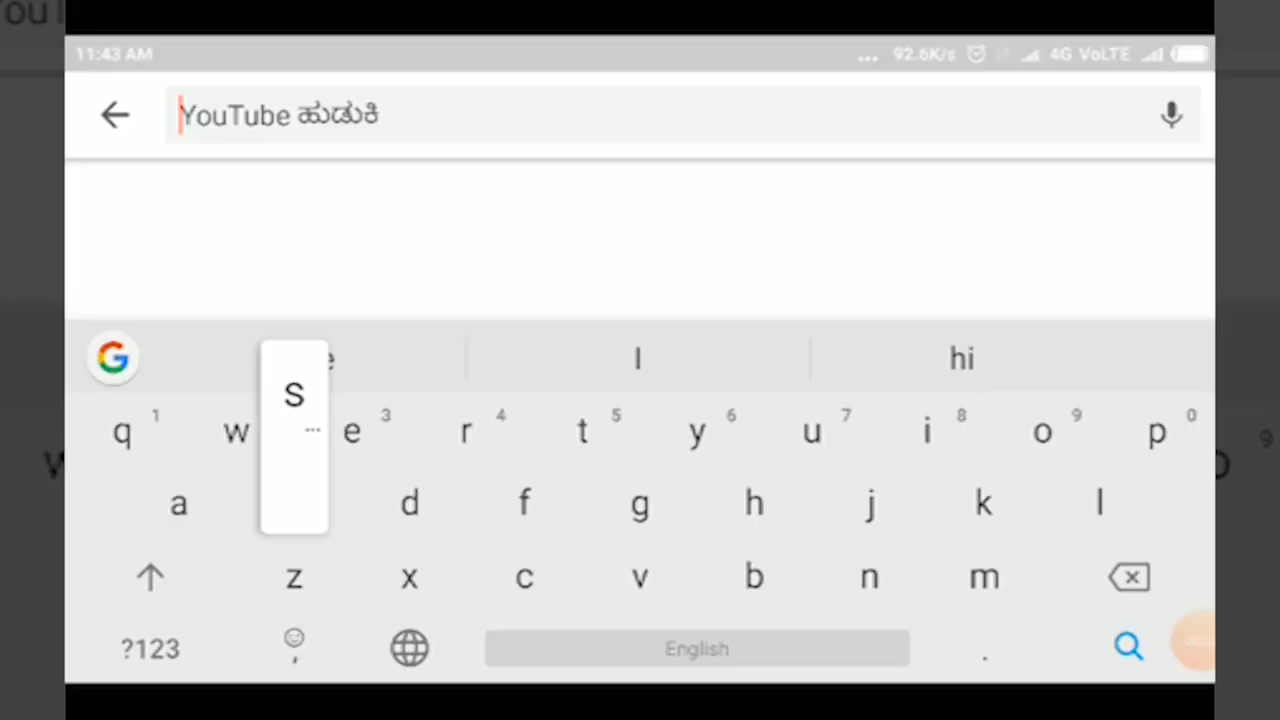 11:43 AM ... 92.6K/s 4G VoLTE
YouTube ಹುಡುಕಿ
I hi
q 1 w e 3 r 4 t 5 y 6 u 7 i 8 o 9 p 0
S
a d f g h j k l
z x c v b n m
?123 , English .